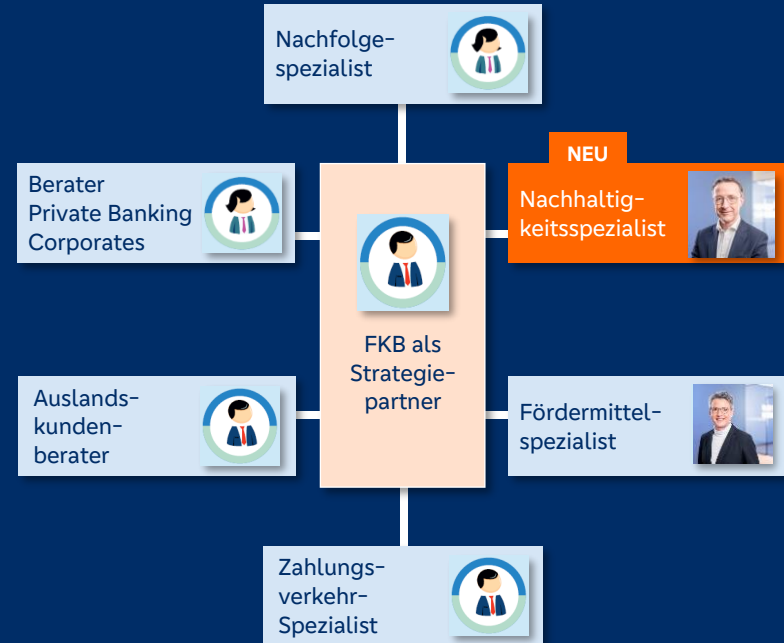 Nachfolge-
spezialist
NEU
Berater
Private Banking
Corporates
Nachhaltig-
keitsspezialist
FKB als
Strategie-
partner
Auslands-
kunden-
berater
Fördermittel-
spezialist
Zahlungs-
verkehr-
Spezialist